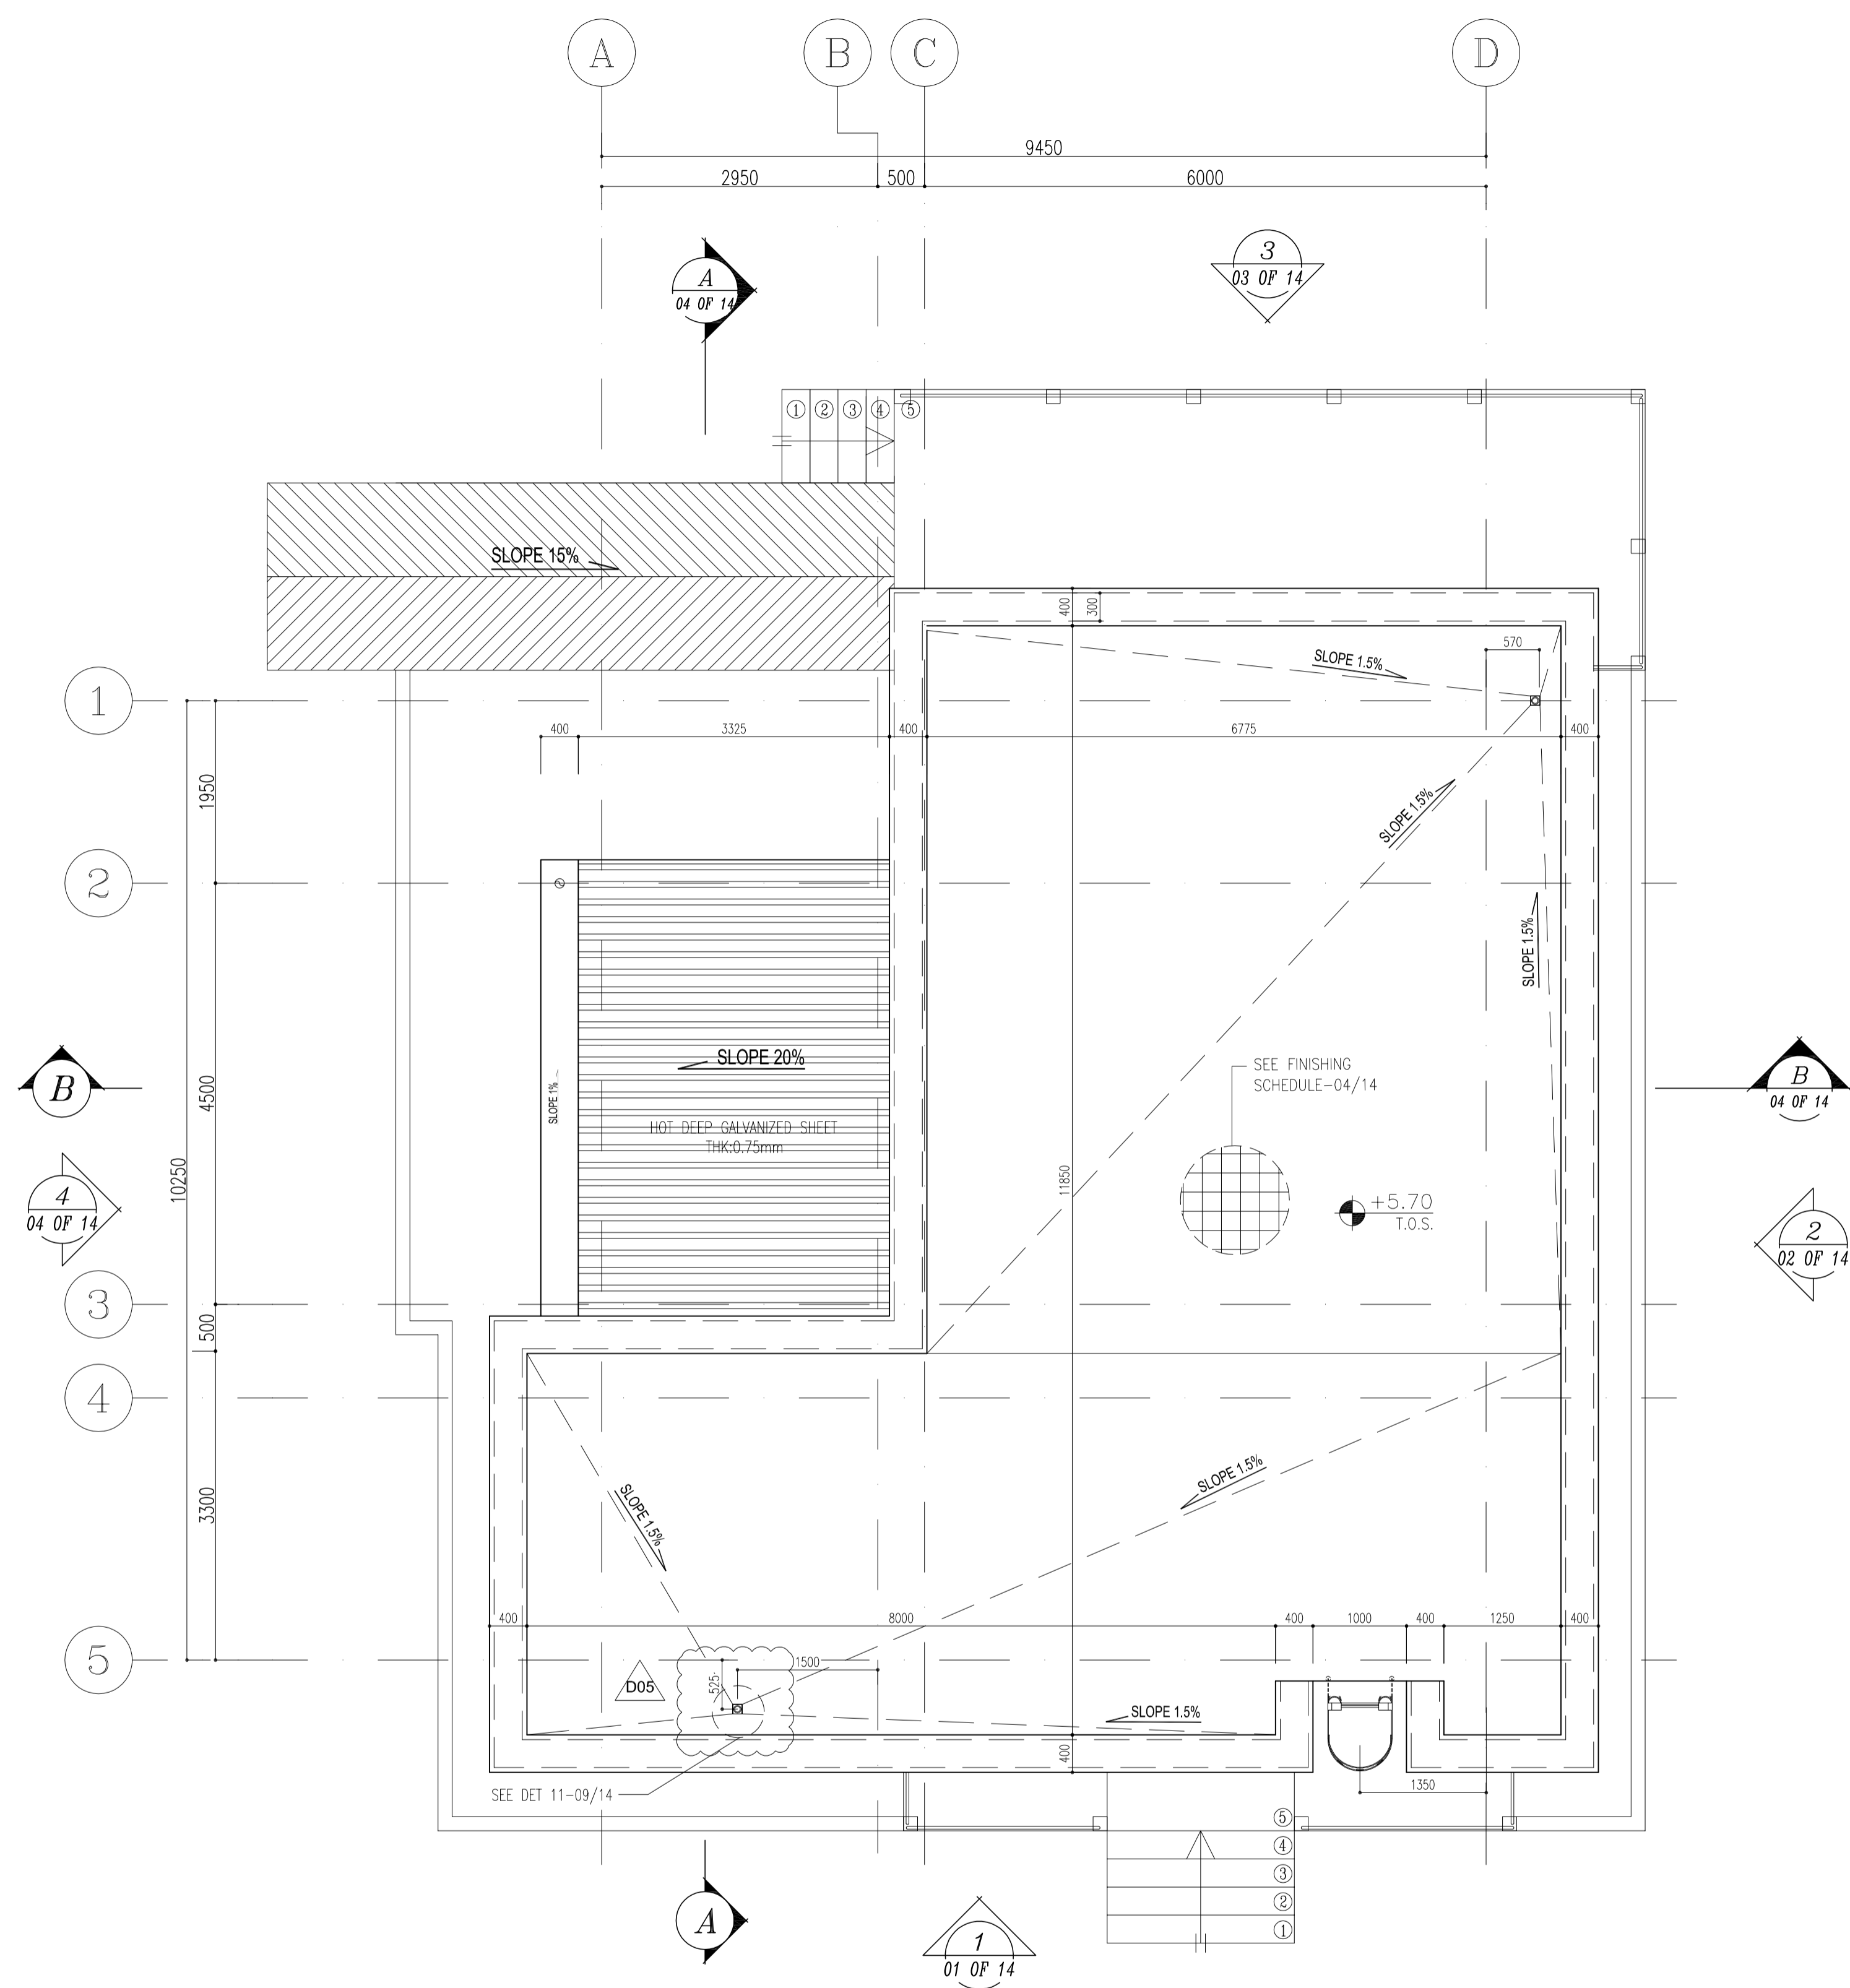 A
B
C
D
9450
2950
500
6000
A
04 OF 14
3
03 OF 14
1
2
3
4
5
SLOPE 15%
400
300
SLOPE 1.5%
570
1
400
3325
400
6775
400
1950
SLOPE 1.5%
2
SLOPE 1.5%
B
4500
SLOPE 1%
SLOPE 20%
HOT DEEP GALVANIZED SHEET
THK:0.75mm
SEE FINISHING
SCHEDULE-04/14
B
04 OF 14
10250
11850
4
04 OF 14
+5.70
T.O.S.
2
02 OF 14
3
500
4
3300
SLOPE 1.5%
SLOPE 1.5%
400
8000
400
1000
400
1250
400
5
1500
525
D05
SLOPE 1.5%
400
SEE DET 11-09/14
1350
5
4
3
2
1
A
1
01 OF 14